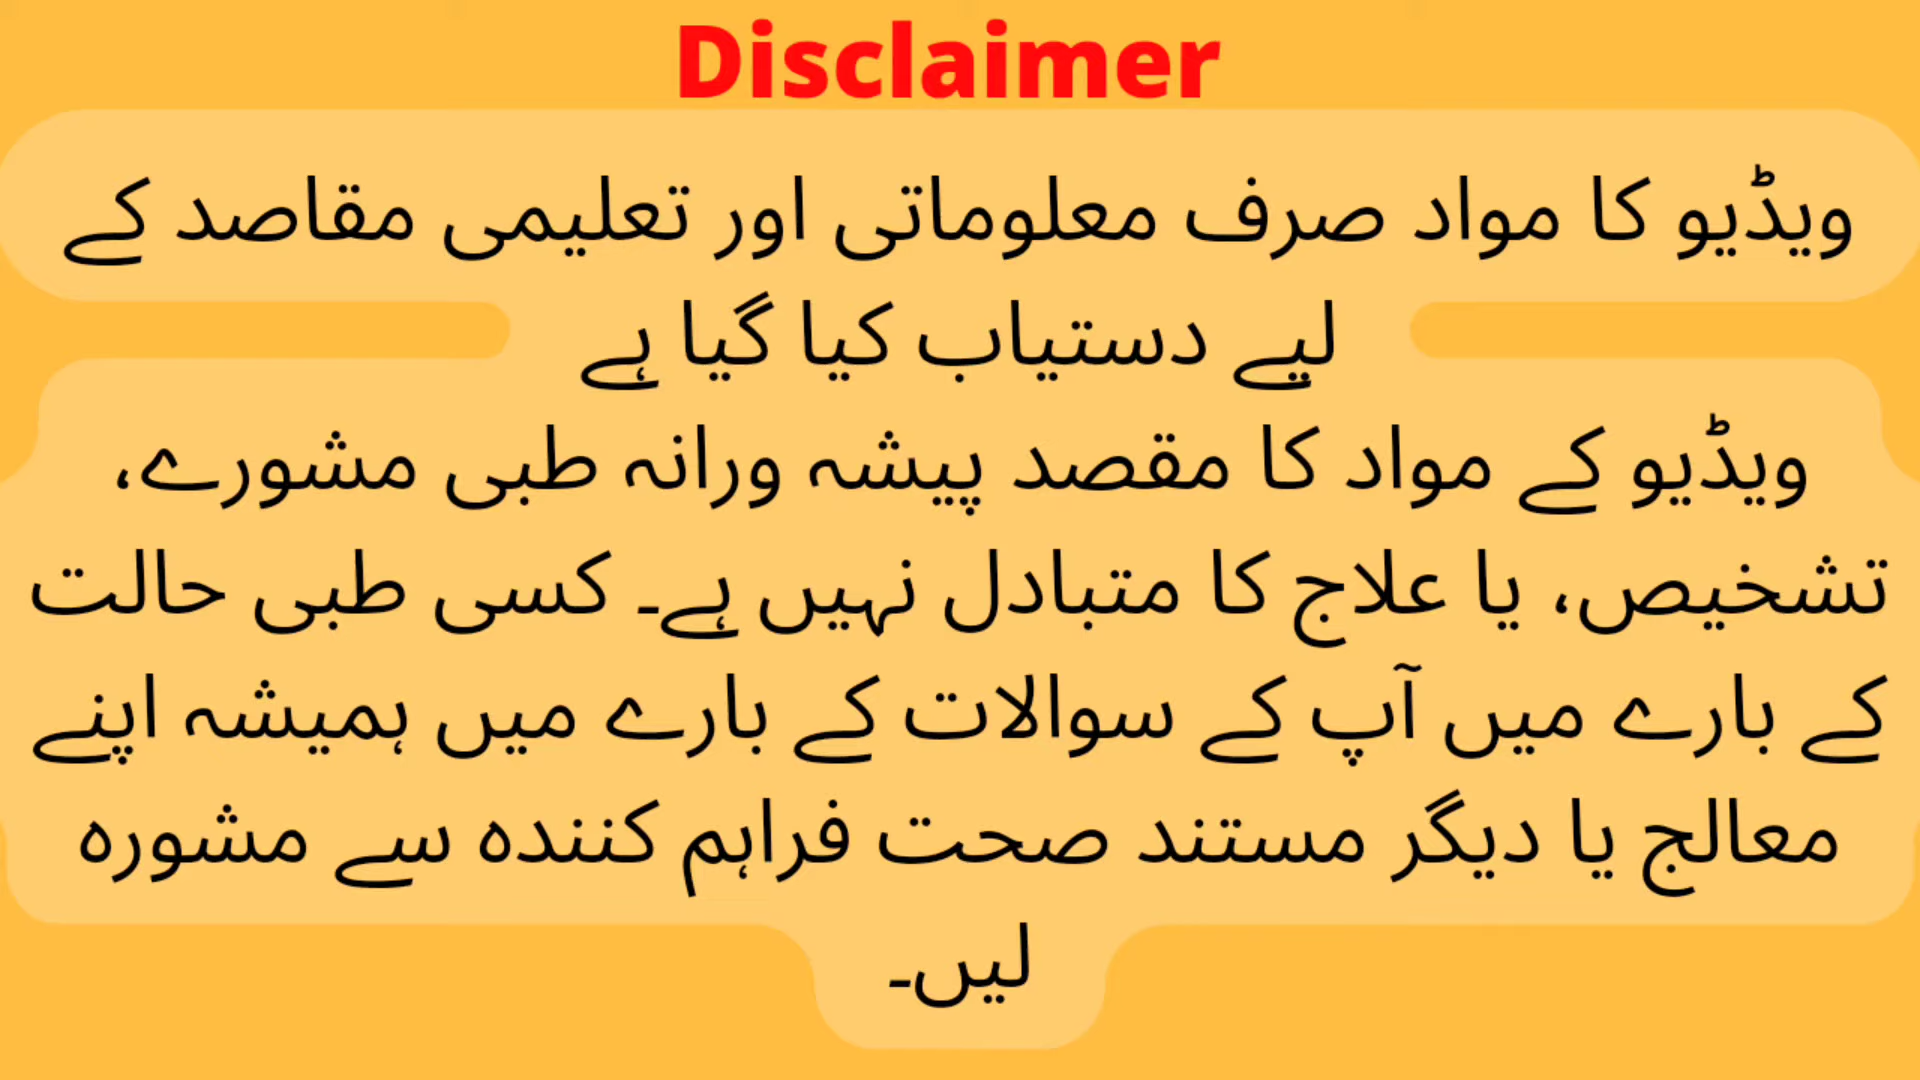 Disclaimer
ویڈیو کا مواد صرف معلوماتی اور تعلیمی مقاصد کے
لیے دستیاب کیا گیا ہے
ویڈیو کے مواد کا مقصد پیشہ ورانہ طبی مشورے،
تشخیص، یا علاج کا متبادل نہیں ہے۔ کسی طبی حالت
کے بارے میں آپ کے سوالات کے بارے میں ہمیشہ اپنے
معالج یا دیگر مستند صحت فراہم کنندہ سے مشورہ
لیں۔